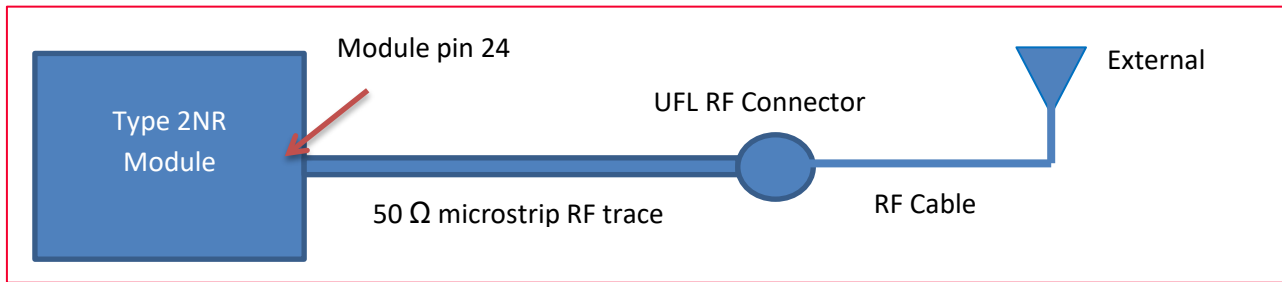 Module pin 24
External
UFL RF Connector
Type 2NR
Module
50 Ω microstrip RF trace
RF Cable